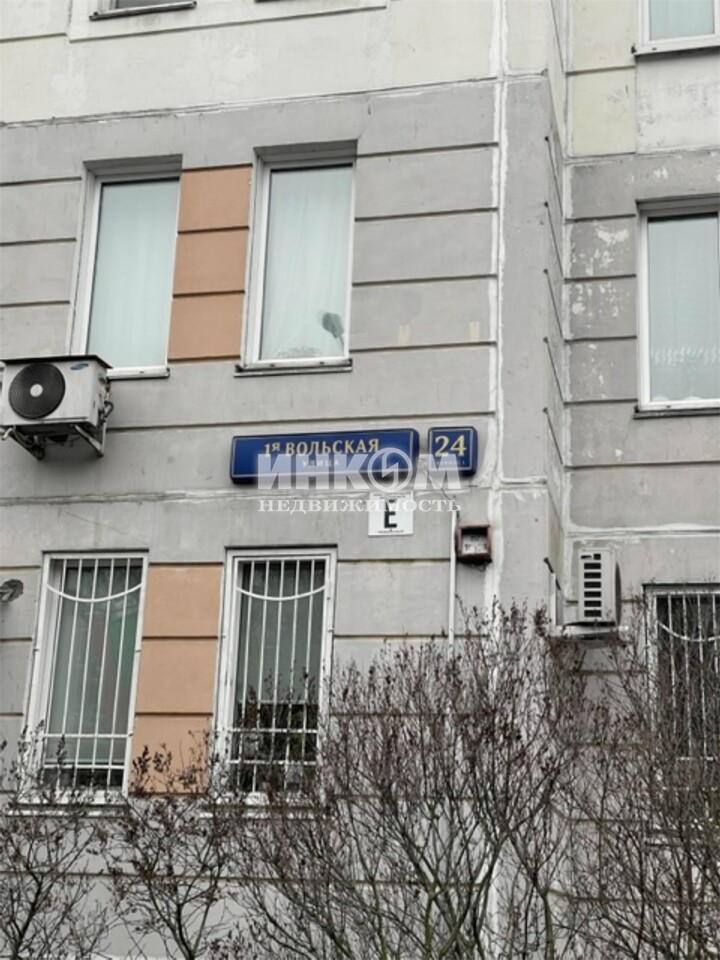 1я ВОЛЬСКАЯ
УЛИЦА
24
ИНКОМ
НЕДВИЖИМОСТЬ
Е